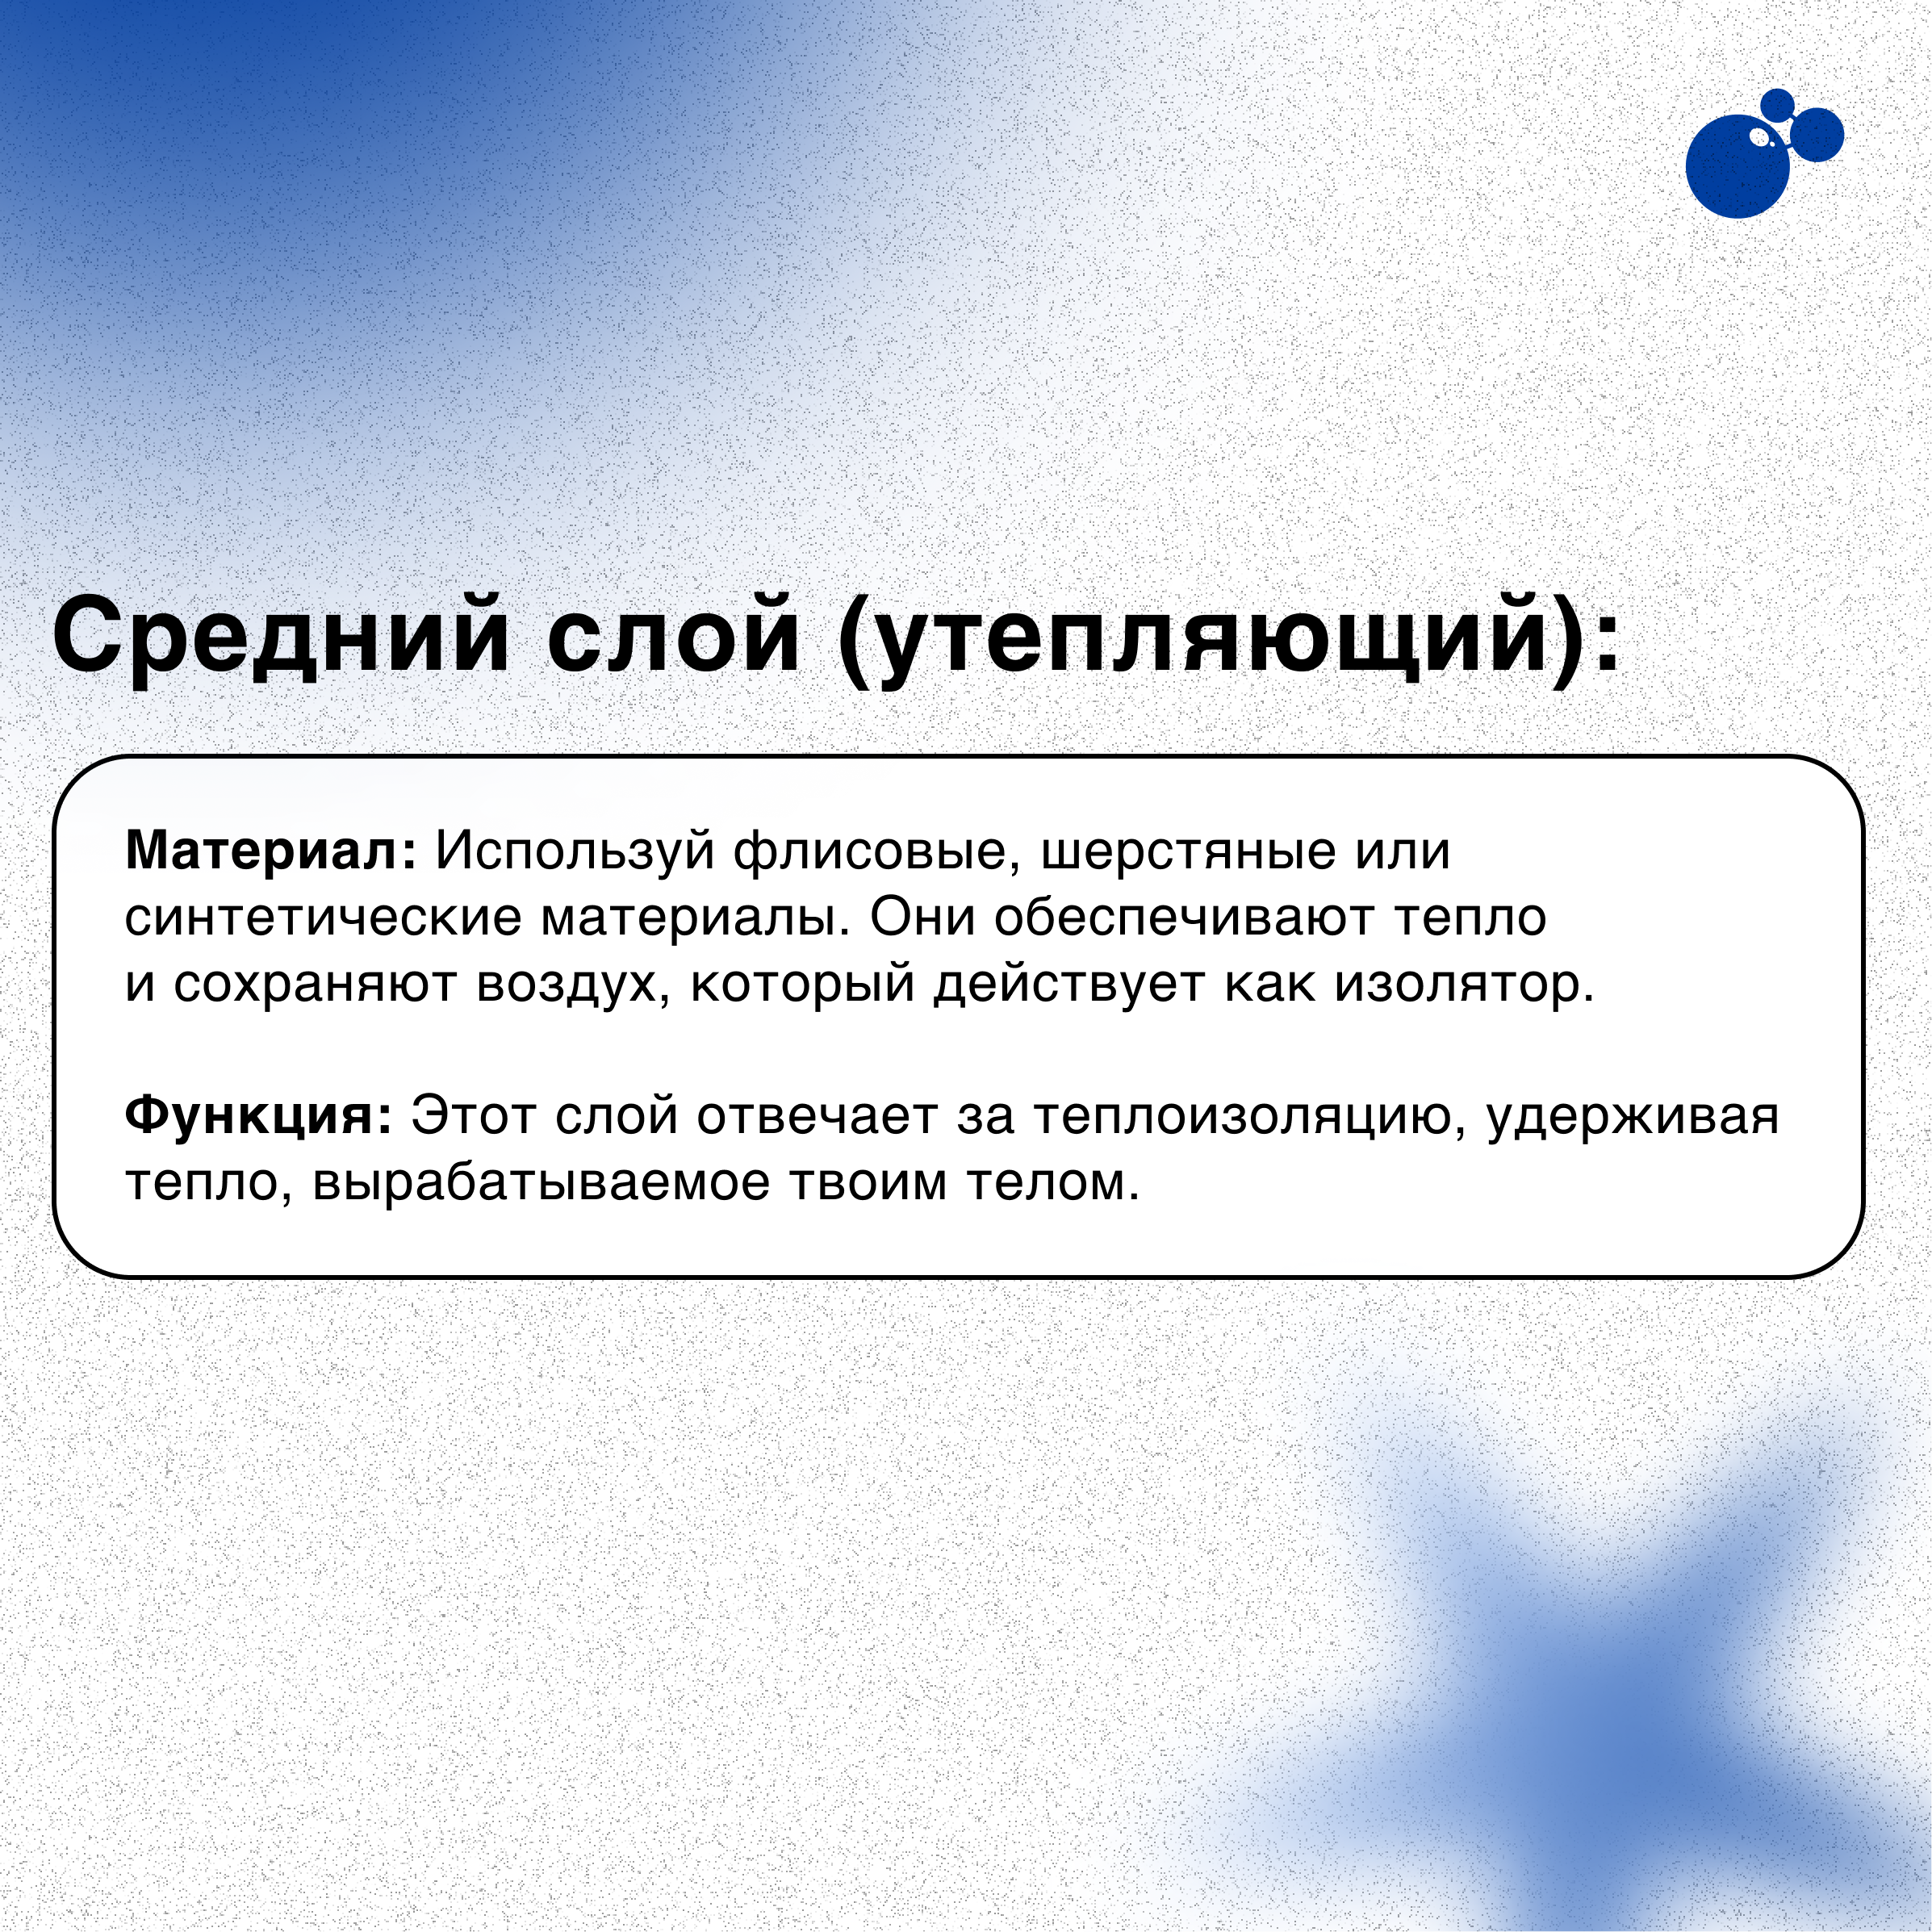 Средний слой (утепляющий):
Материал: Используй флисовые, шерстяные или
синтетические материалы. Они обеспечивают тепло
и сохраняют воздух, который действует как изолятор.
Функция: Этот слой отвечает за теплоизоляцию, удерживая
тепло, вырабатываемое твоим телом.